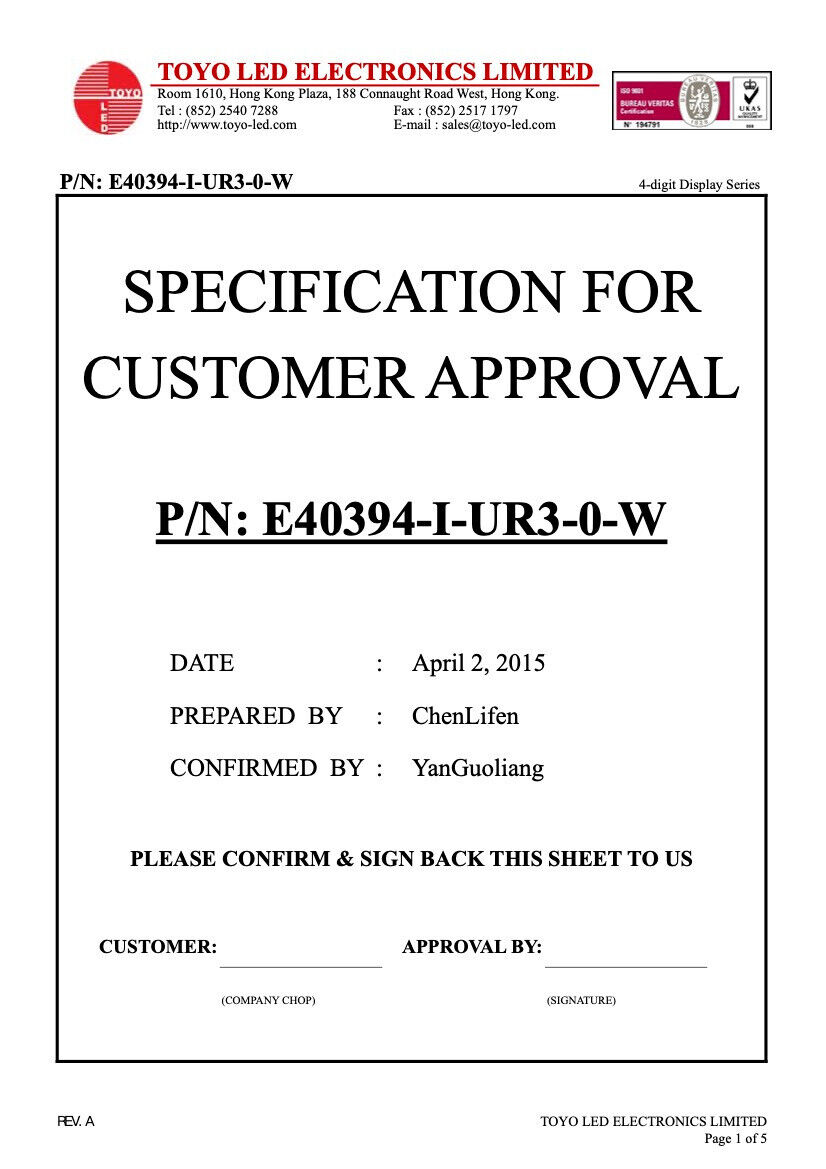 TOYO LED
TOYO LED ELECTRONICS LIMITED
Room 1610, Hong Kong Plaza, 188 Connaught Road West, Hong Kong.
Tel : (852) 2540 7288 Fax : (852) 2517 1797
http://www.toyo-led.com E-mail : sales@toyo-led.com
ISO 9001
BUREAU VERITAS
Certification
N° 194791
BUREAU VERITAS
1828
UKAS
QUALITY
MANAGEMENT
008
P/N: E40394-I-UR3-0-W 4-digit Display Series
SPECIFICATION FOR
CUSTOMER APPROVAL
P/N: E40394-I-UR3-0-W
DATE : April 2, 2015
PREPARED BY : ChenLifen
CONFIRMED BY : YanGuoliang
PLEASE CONFIRM & SIGN BACK THIS SHEET TO US
CUSTOMER: APPROVAL BY:
(COMPANY CHOP) (SIGNATURE)
REV. A TOYO LED ELECTRONICS LIMITED
Page 1 of 5